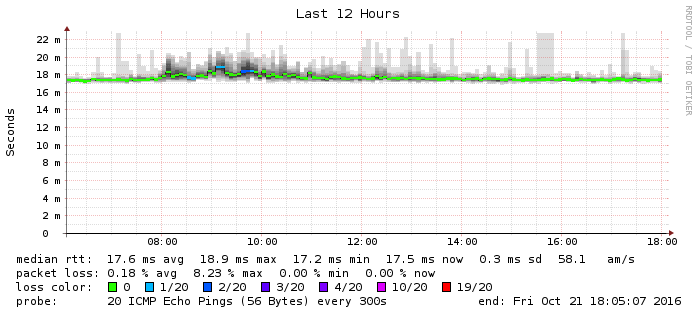 Last 12 Hours
RRDTOOL / TOBI OETIKER
Seconds
22 m
20 m
18 m
16 m
14 m
12 m
10 m
8 m
6 m
4 m
2 m
0
08:00 10:00 12:00 14:00 16:00 18:00
median rtt: 17.6 ms avg 18.9 ms max 17.2 ms min 17.5 ms now 0.3 ms sd 58.1 am/s
packet loss: 0.18 % avg 8.23 % max 0.00 % min 0.00 % now
loss color: 0 1/20 2/20 3/20 4/20 10/20 19/20
probe: 20 ICMP Echo Pings (56 Bytes) every 300s end: Fri Oct 21 18:05:07 2016